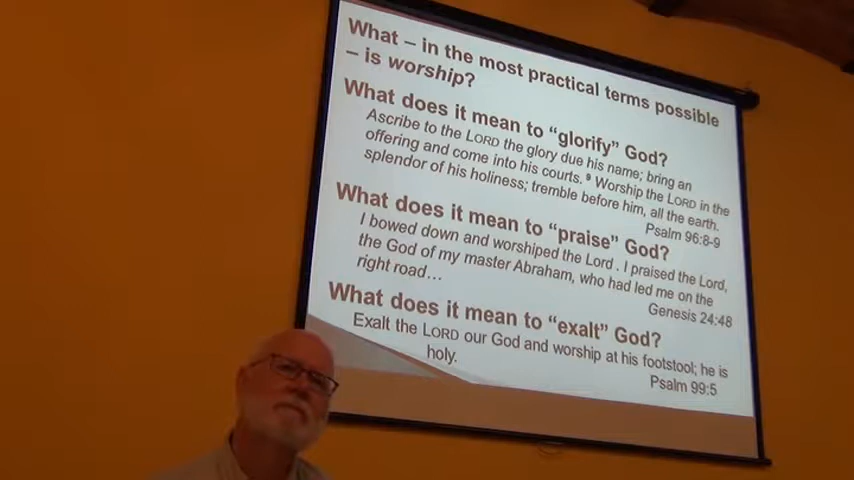 What – in the most practical terms possible
– is worship?
What does it mean to “glorify” God?
Ascribe to the LORD the glory due his name; bring an
offering and come into his courts. ⁹ Worship the LORD in the
splendor of his holiness; tremble before him, all the earth.
Psalm 96:8-9
What does it mean to “praise” God?
I bowed down and worshiped the Lord . I praised the Lord,
the God of my master Abraham, who had led me on the
right road…
Genesis 24:48
What does it mean to “exalt” God?
Exalt the LORD our God and worship at his footstool; he is
holy.
Psalm 99:5